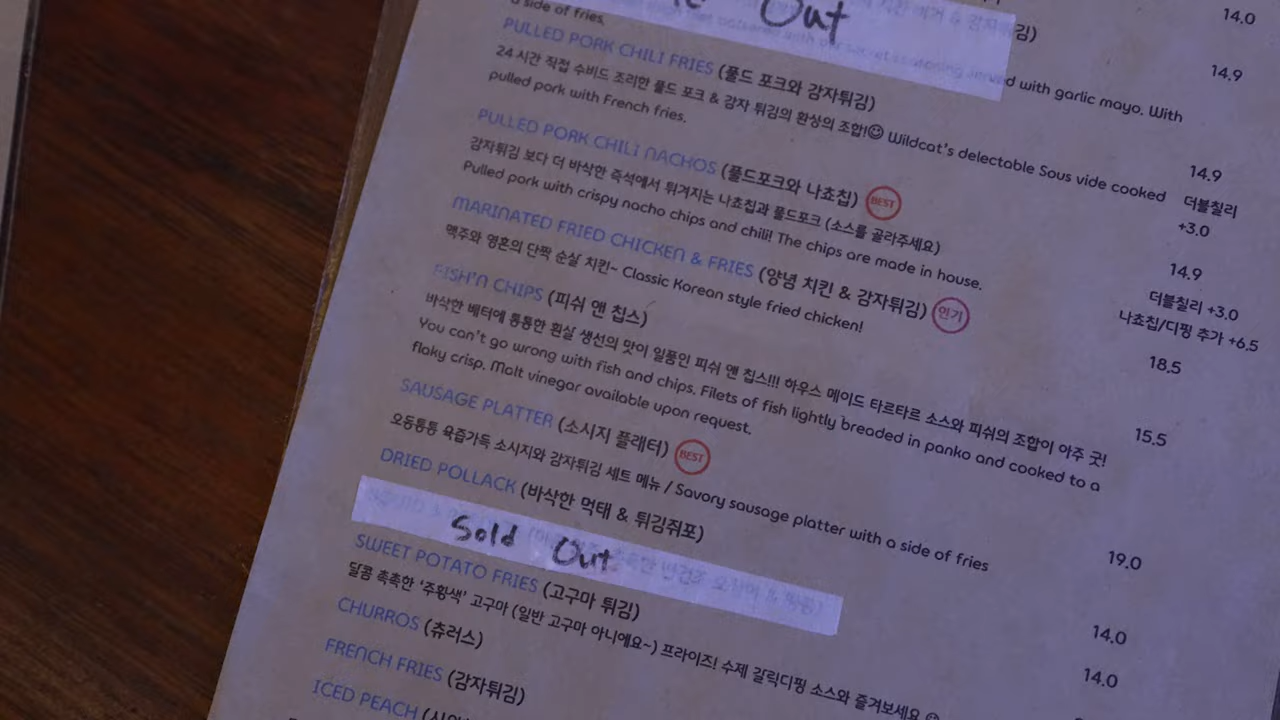 14.0
Out
김)
a side of fries.
d with garlic mayo. With
14.9
PULLED PORK CHILI FRIES (풀드 포크와 감자튀김)
24 시간 직접 수비드 조리한 풀드 포크 & 감자 튀김의 환상의 조합!☺ Wildcat's delectable Sous vide cooked
pulled pork with French fries.
14.9
더블칠리
+3.0
PULLED PORK CHILI NACHOS (풀드포크와 나쵸칩) BEST
감자튀김 보다 더 바삭한 즉석에서 튀겨지는 나쵸칩과 풀드포크 (소스를 골라주세요)
Pulled pork with crispy nacho chips and chili! The chips are made in house.
14.9
더블칠리 +3.0
나쵸칩/디핑 추가 +6.5
MARINATED FRIED CHICKEN & FRIES (양념 치킨 & 감자튀김) 인기
맥주와 영혼의 단짝 순살 치킨~ Classic Korean style fried chicken!
18.5
FISH'N CHIPS (피쉬 앤 칩스)
바삭한 배터에 통통한 흰살 생선의 맛이 일품인 피쉬 앤 칩스!!! 하우스 메이드 타르타르 소스와 피쉬의 조합이 아주 굿!
You can't go wrong with fish and chips. Filets of fish lightly breaded in panko and cooked to a
flaky crisp. Malt vinegar available upon request.
15.5
SAUSAGE PLATTER (소시지 플래터) BEST
오동통통 육즙가득 소시지와 감자튀김 세트 메뉴 / Savory sausage platter with a side of fries
19.0
DRIED POLLACK (바삭한 먹태 & 튀김쥐포)
Sold Out
14.0
SWEET POTATO FRIES (고구마 튀김)
달콤 촉촉한 '주황색' 고구마 (일반 고구마 아니에요~) 프라이즈! 수제 갈릭디핑 소스와 즐겨보세요 ☺
14.0
CHURROS (츄러스)
FRENCH FRIES (감자튀김)
ICED PEACH